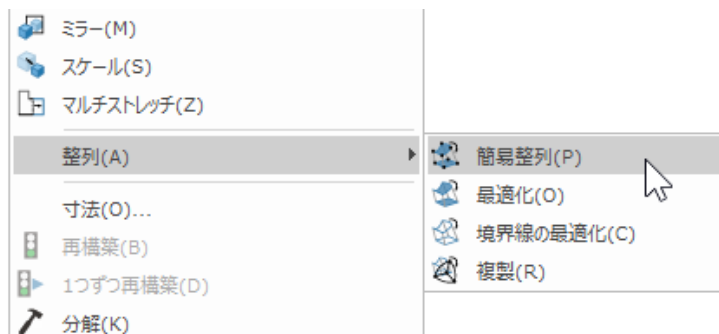 ミラー(M)
スケール(S)
マルチストレッチ(Z)
整列(A)
簡易整列(P)
最適化(O)
境界線の最適化(C)
複製(R)
寸法(O)...
再構築(B)
1つずつ再構築(D)
分解(K)